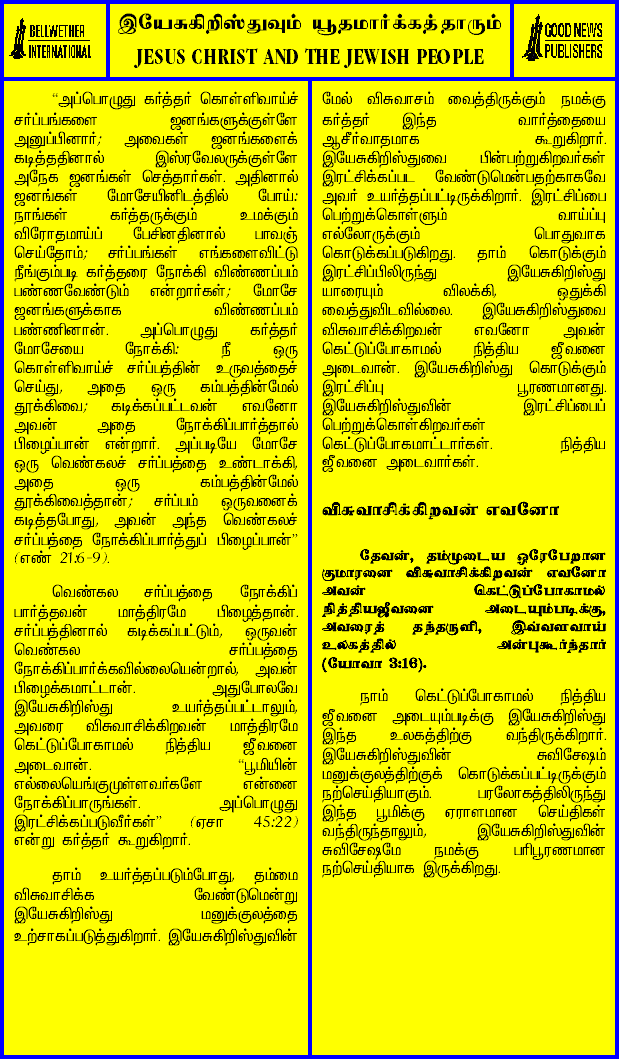 BELLWETHER
INTERNATIONAL
இயேசுகிறிஸ்துவும் யூதமார்க்கத்தாரும்
JESUS CHRIST AND THE JEWISH PEOPLE
GOOD NEWS
PUBLISHERS
“அப்பொழுது கர்த்தர் கொள்ளிவாய்ச்
சர்ப்பங்களை ஜனங்களுக்குள்ளே
அனுப்பினார்; அவைகள் ஜனங்களைக்
கடித்ததினால் இஸ்ரவேலருக்குள்ளே
அநேக ஜனங்கள் செத்தார்கள். அதினால்
ஜனங்கள் மோசேயினிடத்தில் போய்:
நாங்கள் கர்த்தருக்கும் உமக்கும்
விரோதமாய்ப் பேசினதினால் பாவஞ்
செய்தோம்; சர்ப்பங்கள் எங்களைவிட்டு
நீங்கும்படி கர்த்தரை நோக்கி விண்ணப்பம்
பண்ணவேண்டும் என்றார்கள்; மோசே
ஜனங்களுக்காக விண்ணப்பம்
பண்ணினான். அப்பொழுது கர்த்தர்
மோசேயை நோக்கி: நீ ஒரு
கொள்ளிவாய்ச் சர்ப்பத்தின் உருவத்தைச்
செய்து, அதை ஒரு கம்பத்தின்மேல்
தூக்கிவை; கடிக்கப்பட்டவன் எவனோ
அவன் அதை நோக்கிப்பார்த்தால்
பிழைப்பான் என்றார். அப்படியே மோசே
ஒரு வெண்கலச் சர்ப்பத்தை உண்டாக்கி,
அதை ஒரு கம்பத்தின்மேல்
தூக்கிவைத்தான்; சர்ப்பம் ஒருவனைக்
கடித்தபோது, அவன் அந்த வெண்கலச்
சர்ப்பத்தை நோக்கிப்பார்த்துப் பிழைப்பான்”
(எண் 21:6-9).
வெண்கல சர்ப்பத்தை நோக்கிப்
பார்த்தவன் மாத்திரமே பிழைத்தான்.
சர்ப்பத்தினால் கடிக்கப்பட்டும், ஒருவன்
வெண்கல சர்ப்பத்தை
நோக்கிப்பார்க்கவில்லையென்றால், அவன்
பிழைக்கமாட்டான். அதுபோலவே
இயேசுகிறிஸ்து உயர்த்தப்பட்டாலும்,
அவரை விசுவாசிக்கிறவன் மாத்திரமே
கெட்டுப்போகாமல் நித்திய ஜீவனை
அடைவான். “பூமியின்
எல்லையெங்குமுள்ளவர்களே என்னை
நோக்கிப்பாருங்கள். அப்பொழுது
இரட்சிக்கப்படுவீர்கள்” (ஏசா 45:22)
என்று கர்த்தர் கூறுகிறார்.
தாம் உயர்த்தப்படும்போது, தம்மை
விசுவாசிக்க வேண்டுமென்று
இயேசுகிறிஸ்து மனுக்குலத்தை
உற்சாகப்படுத்துகிறார். இயேசுகிறிஸ்துவின்
மேல் விசுவாசம் வைத்திருக்கும் நமக்கு
கர்த்தர் இந்த வார்த்தையை
ஆசீர்வாதமாக கூறுகிறார்.
இயேசுகிறிஸ்துவை பின்பற்றுகிறவர்கள்
இரட்சிக்கப்பட வேண்டுமென்பதற்காகவே
அவர் உயர்த்தப்பட்டிருக்கிறார். இரட்சிப்பை
பெற்றுக்கொள்ளும் வாய்ப்பு
எல்லோருக்கும் பொதுவாக
கொடுக்கப்படுகிறது. தாம் கொடுக்கும்
இரட்சிப்பிலிருந்து இயேசுகிறிஸ்து
யாரையும் விலக்கி, ஒதுக்கி
வைத்துவிடவில்லை. இயேசுகிறிஸ்துவை
விசுவாசிக்கிறவன் எவனோ அவன்
கெட்டுப்போகாமல் நித்திய ஜீவனை
அடைவான். இயேசுகிறிஸ்து கொடுக்கும்
இரட்சிப்பு பூரணமானது.
இயேசுகிறிஸ்துவின் இரட்சிப்பைப்
பெற்றுக்கொள்கிறவர்கள்
கெட்டுப்போகமாட்டார்கள். நித்திய
ஜீவனை அடைவார்கள்.
விசுவாசிக்கிறவன் எவனோ
தேவன், தம்முடைய ஒரேபேறான
குமாரனை விசுவாசிக்கிறவன் எவனோ
அவன் கெட்டுப்போகாமல்
நித்தியஜீவனை அடையும்படிக்கு,
அவரைத் தந்தருளி, இவ்வளவாய்
உலகத்தில் அன்புகூர்ந்தார்
(யோவா 3:16).
நாம் கெட்டுப்போகாமல் நித்திய
ஜீவனை அடையும்படிக்கு இயேசுகிறிஸ்து
இந்த உலகத்திற்கு வந்திருக்கிறார்.
இயேசுகிறிஸ்துவின் சுவிசேஷம்
மனுக்குலத்திற்குக் கொடுக்கப்பட்டிருக்கும்
நற்செய்தியாகும். பரலோகத்திலிருந்து
இந்த பூமிக்கு ஏராளமான செய்திகள்
வந்திருந்தாலும், இயேசுகிறிஸ்துவின்
சுவிசேஷமே நமக்கு பரிபூரணமான
நற்செய்தியாக இருக்கிறது.